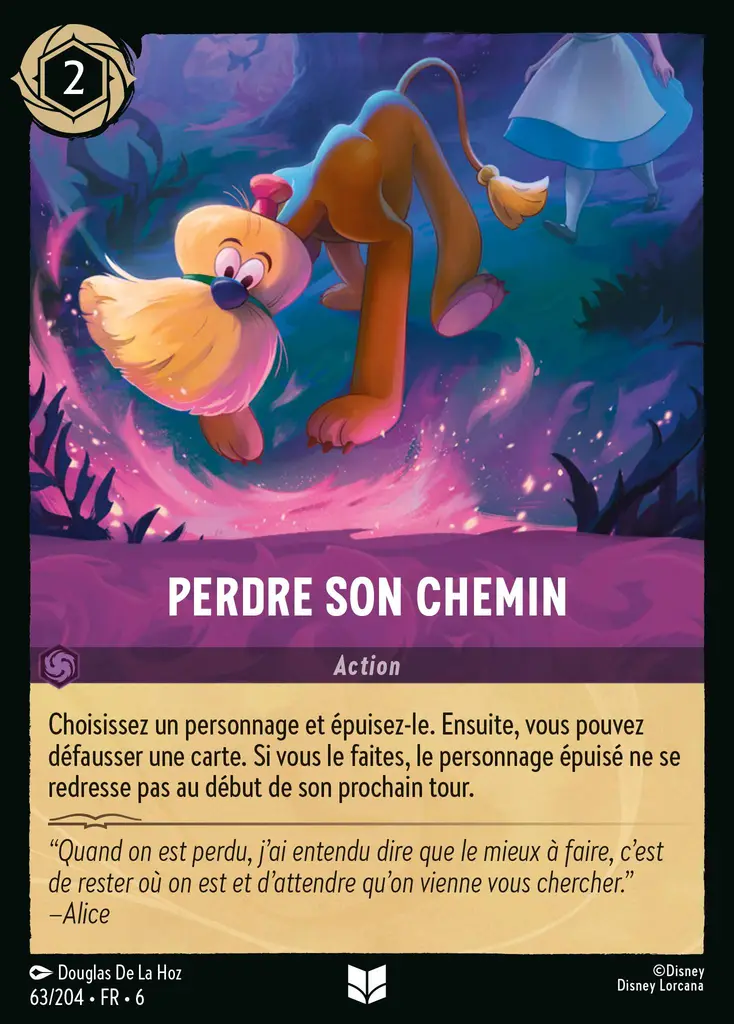 2
PERDRE SON CHEMIN
Action
Choisissez un personnage et épuisez-le. Ensuite, vous pouvez
défausser une carte. Si vous le faites, le personnage épuisé ne se
redresse pas au début de son prochain tour.
“Quand on est perdu, j’ai entendu dire que le mieux à faire, c’est
de rester où on est et d’attendre qu’on vienne vous chercher.”
–Alice
Douglas De La Hoz
63/204 • FR • 6
©Disney
Disney Lorcana